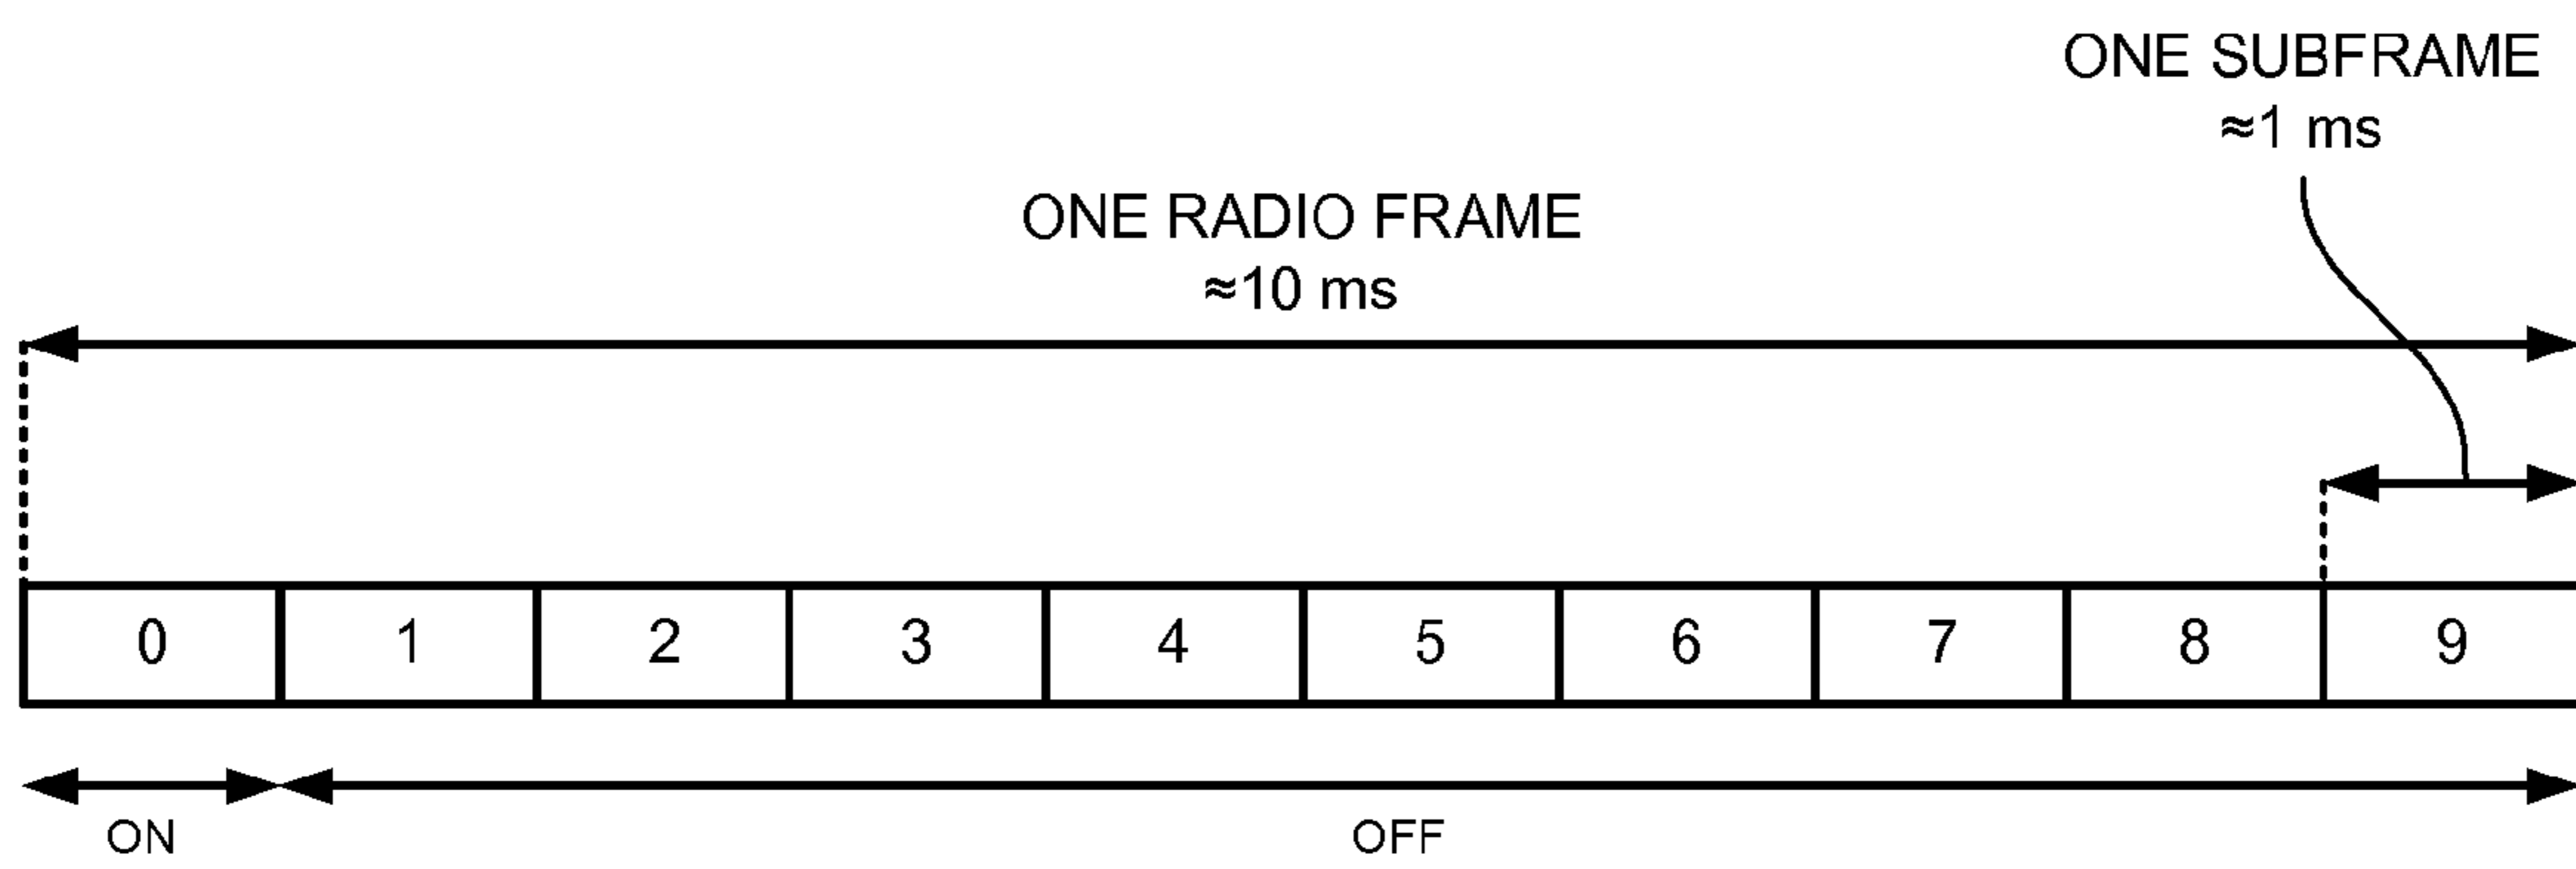 ONE SUBFRAME
≈1 ms
ONE RADIO FRAME
≈10 ms
0 1 2 3 4 5 6 7 8 9
ON OFF